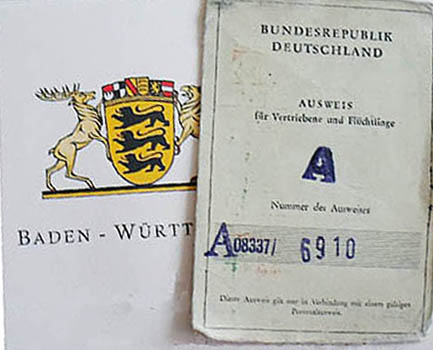 BADEN - WÜRTT
BUNDESREPUBLIK
DEUTSCHLAND
AUSWEIS
für Vertriebene und Flüchtlinge
A
Nummer des Ausweises
A 08337/ 6910
Dieser Ausweis gilt nur in Verbindung mit einem gültigen
Personalausweis.